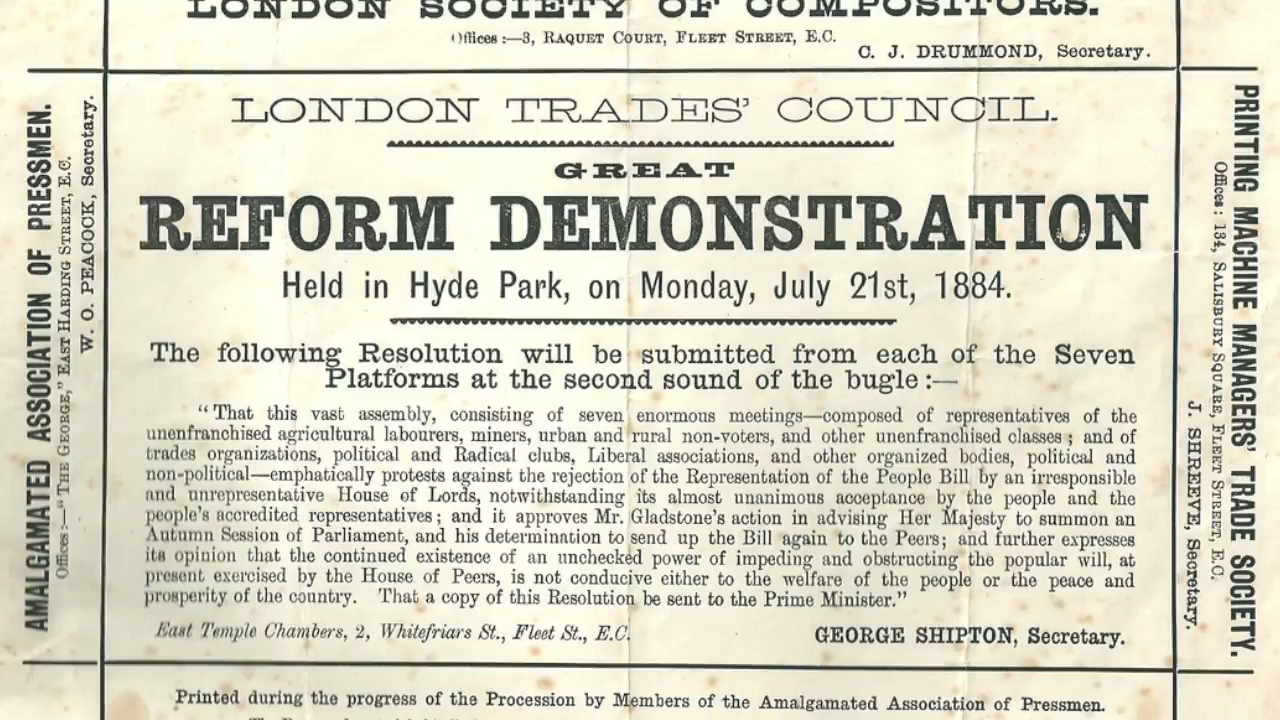 LONDON SOCIETY OF COMPOSITORS.
Offices :—3, RAQUET COURT, FLEET STREET, E.C.
C. J. DRUMMOND, Secretary.
AMALGAMATED ASSOCIATION OF PRESSMEN.
Offices :—"THE GEORGE," EAST HARDING STREET, E.C.
W. O. PEACOCK, Secretary.
LONDON TRADES' COUNCIL.
GREAT
REFORM DEMONSTRATION
Held in Hyde Park, on Monday, July 21st, 1884.
The following Resolution will be submitted from each of the Seven
Platforms at the second sound of the bugle :—
"That this vast assembly, consisting of seven enormous meetings—composed of representatives of the
unenfranchised agricultural labourers, miners, urban and rural non-voters, and other unenfranchised classes ; and of
trades organizations, political and Radical clubs, Liberal associations, and other organized bodies, political and
non-political—emphatically protests against the rejection of the Representation of the People Bill by an irresponsible
and unrepresentative House of Lords, notwithstanding its almost unanimous acceptance by the people and the
people's accredited representatives ; and it approves Mr. Gladstone's action in advising Her Majesty to summon an
Autumn Session of Parliament, and his determination to send up the Bill again to the Peers; and further expresses
its opinion that the continued existence of an unchecked power of impeding and obstructing the popular will, at
present exercised by the House of Peers, is not conducive either to the welfare of the people or the peace and
prosperity of the country. That a copy of this Resolution be sent to the Prime Minister."
East Temple Chambers, 2, Whitefriars St., Fleet St., E.C.
GEORGE SHIPTON, Secretary.
PRINTING MACHINE MANAGERS' TRADE SOCIETY.
Offices : 134, SALISBURY SQUARE, FLEET STREET, E.C.
J. SHREEVE, Secretary.
Printed during the progress of the Procession by Members of the Amalgamated Association of Pressmen.